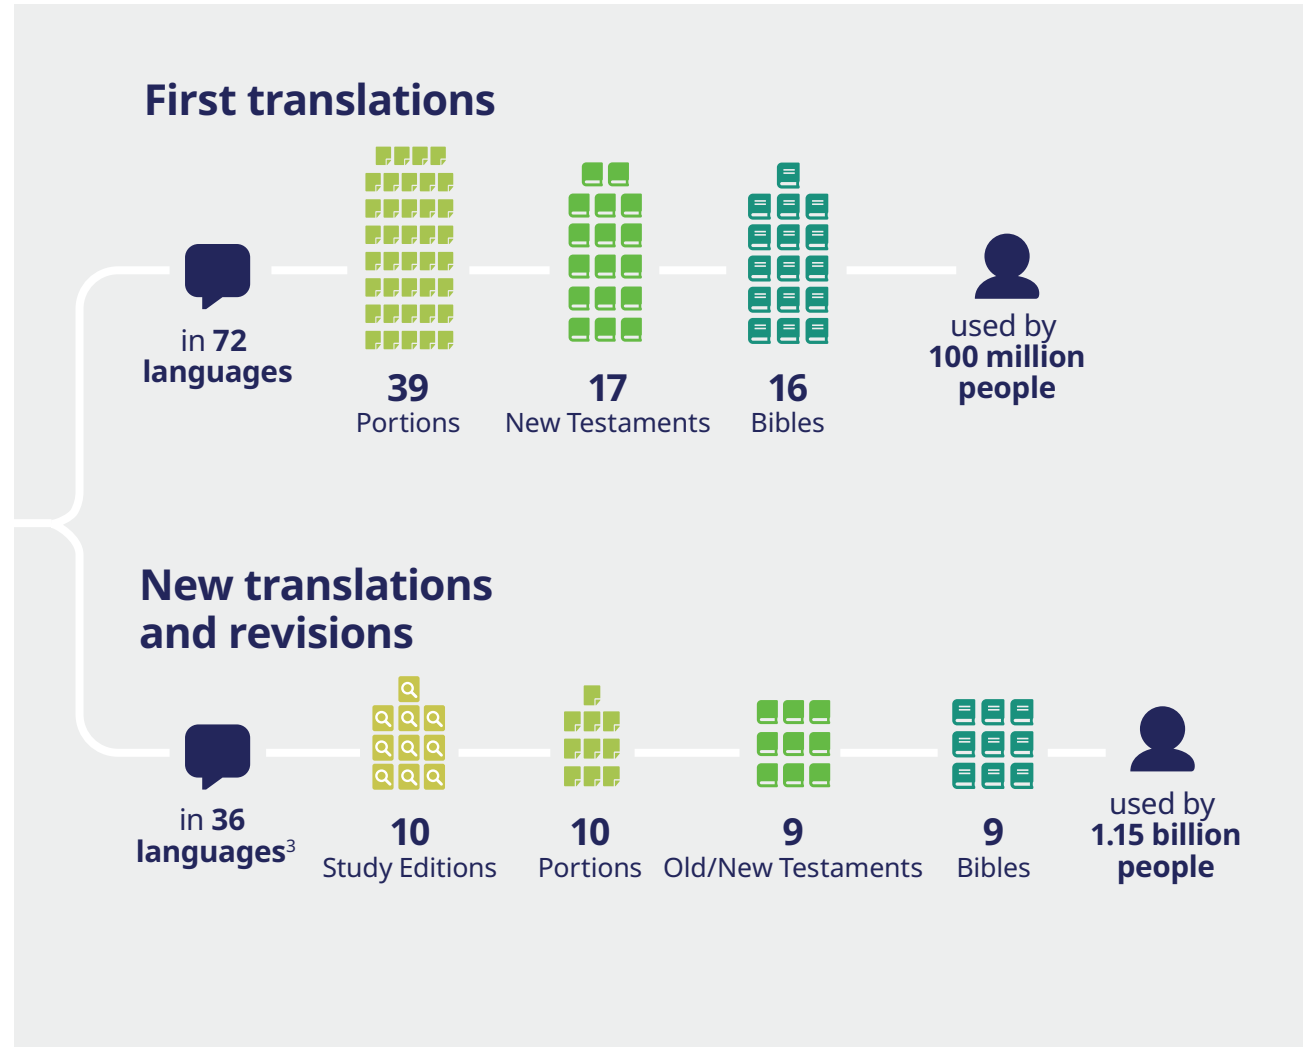 First translations
in 72
languages
39
Portions
17
New Testaments
16
Bibles
used by
100 million
people
New translations
and revisions
in 36
languages3
10
Study Editions
10
Portions
9
Old/New Testaments
9
Bibles
used by
1.15 billion
people